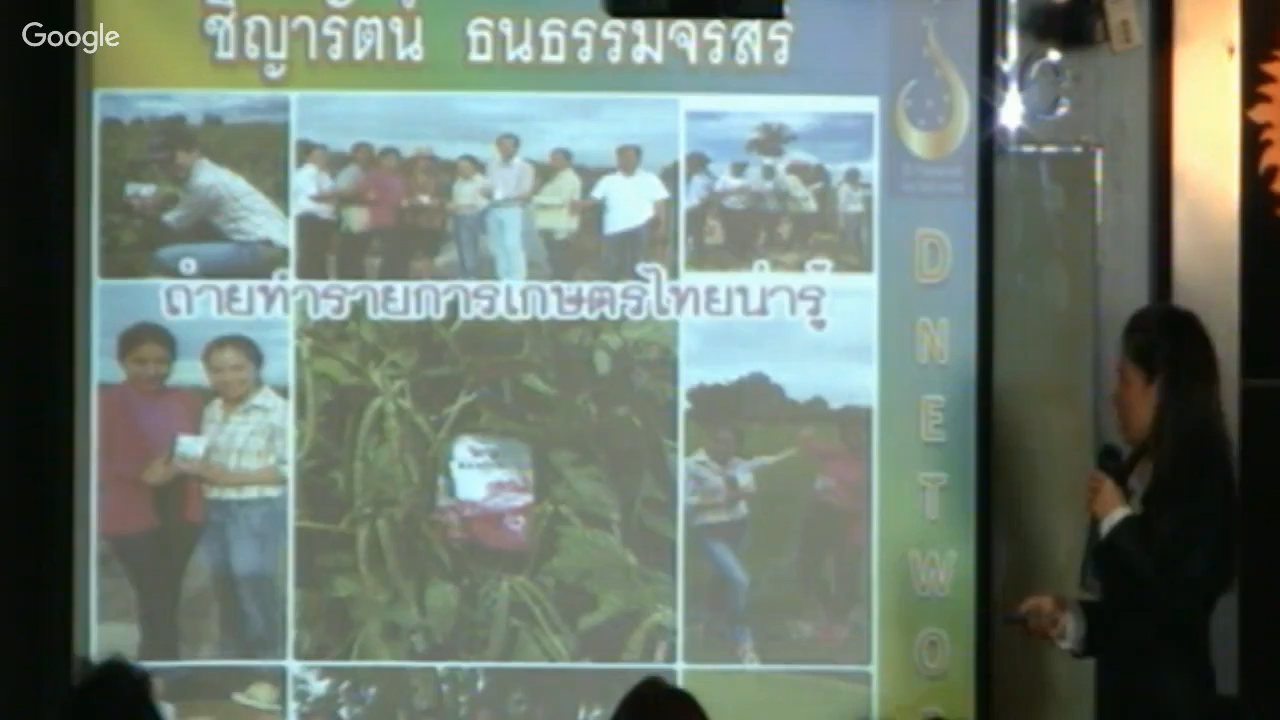 Google
ชิญารัตน์ ธนธรรมจรัสร์
ถ่ายทำรายการเกษตรไทยน่ารู้
DNETWO